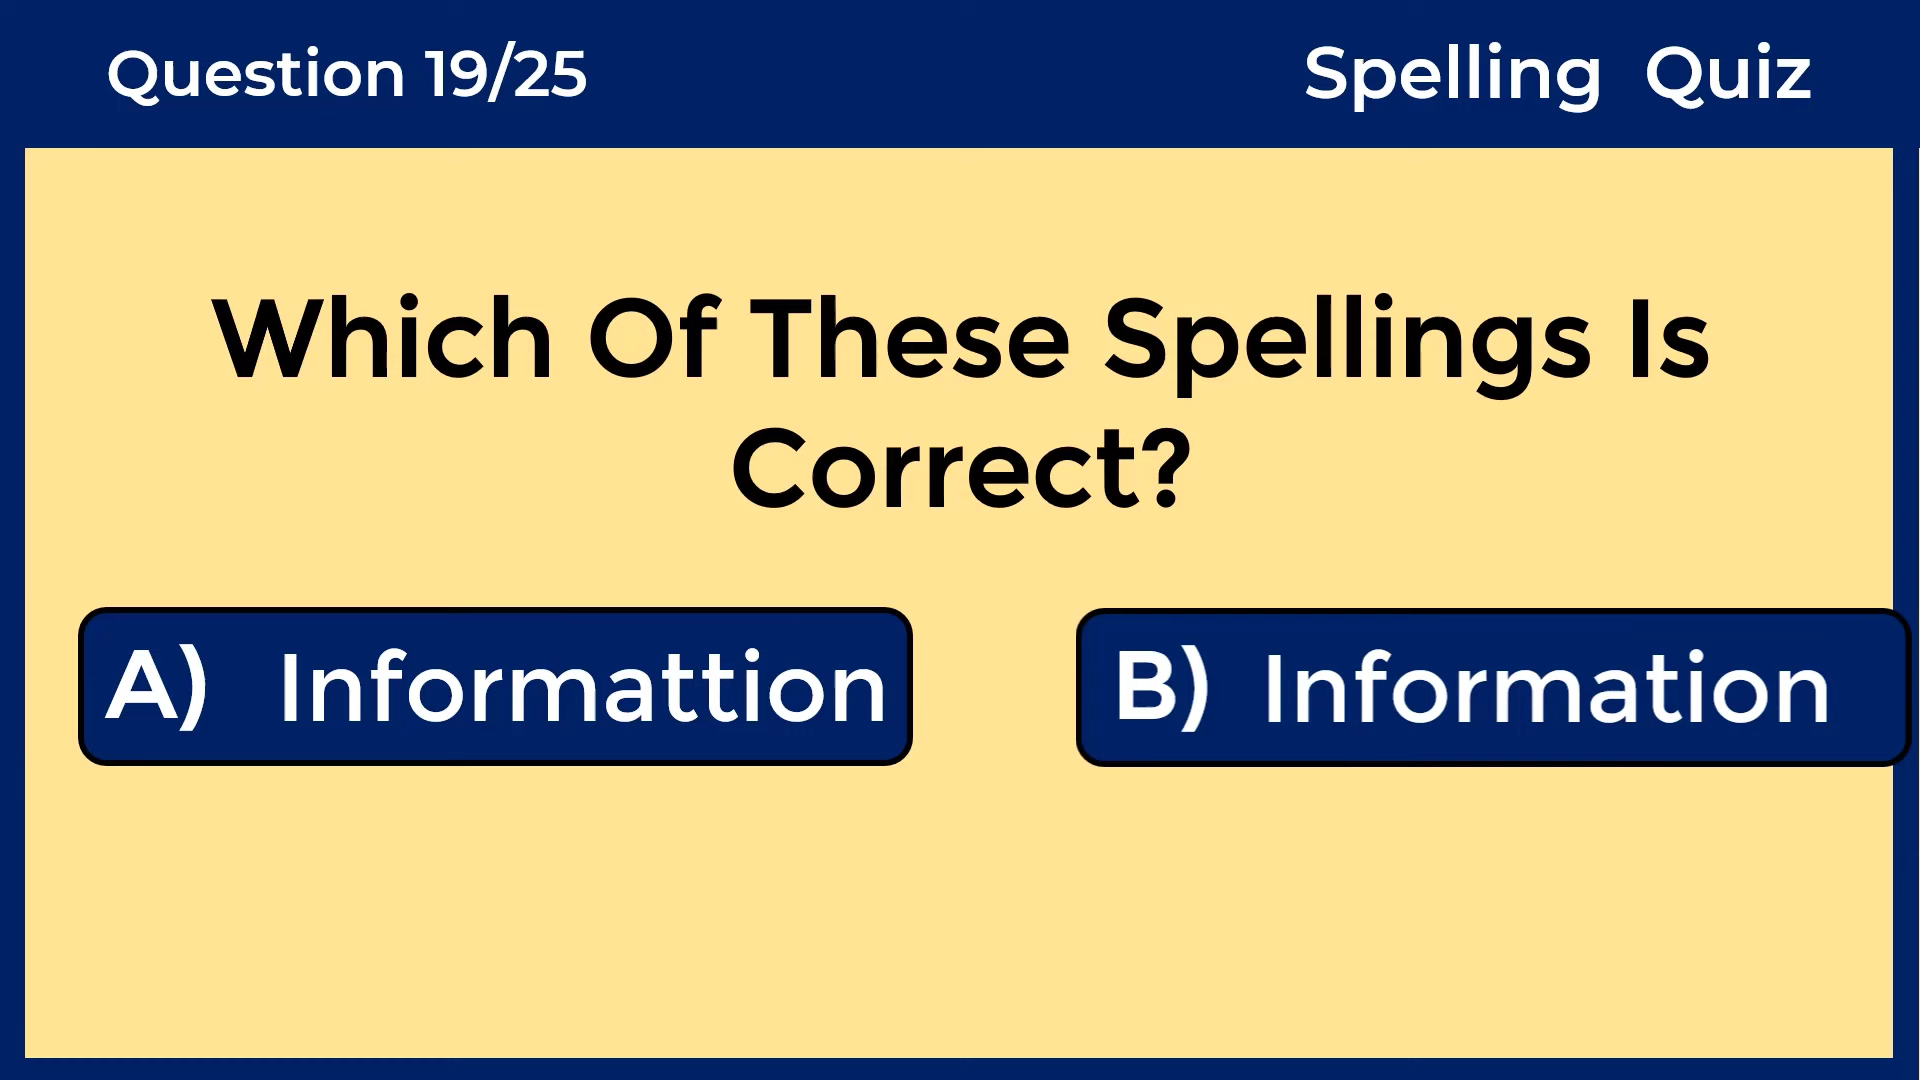 Question 19/25
Spelling Quiz
Which Of These Spellings Is
Correct?
A) Informattion
B) Information